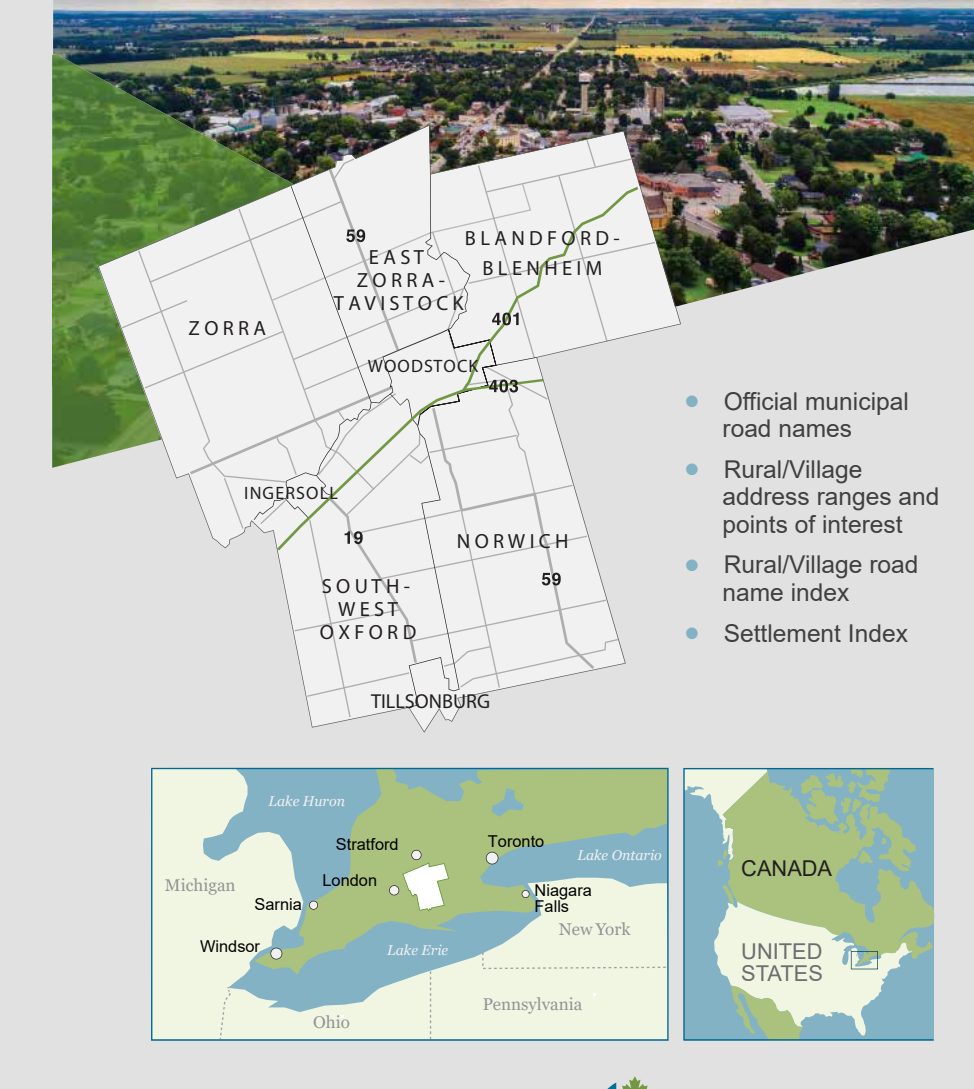 59
EAST
ZORRA-
TAVISTOCK
BLANDFORD-
BLENHEIM
ZORRA
401
WOODSTOCK
403
INGERSOLL
19
NORWICH
59
SOUTH-
WEST
OXFORD
TILLSONBURG
Official municipal
road names
Rural/Village
address ranges and
points of interest
Rural/Village road
name index
Settlement Index
Lake Huron
Stratford
Toronto
Lake Ontario
London
Michigan
Sarnia
Niagara
Falls
Windsor
Lake Erie
New York
Pennsylvania
Ohio
CANADA
UNITED
STATES